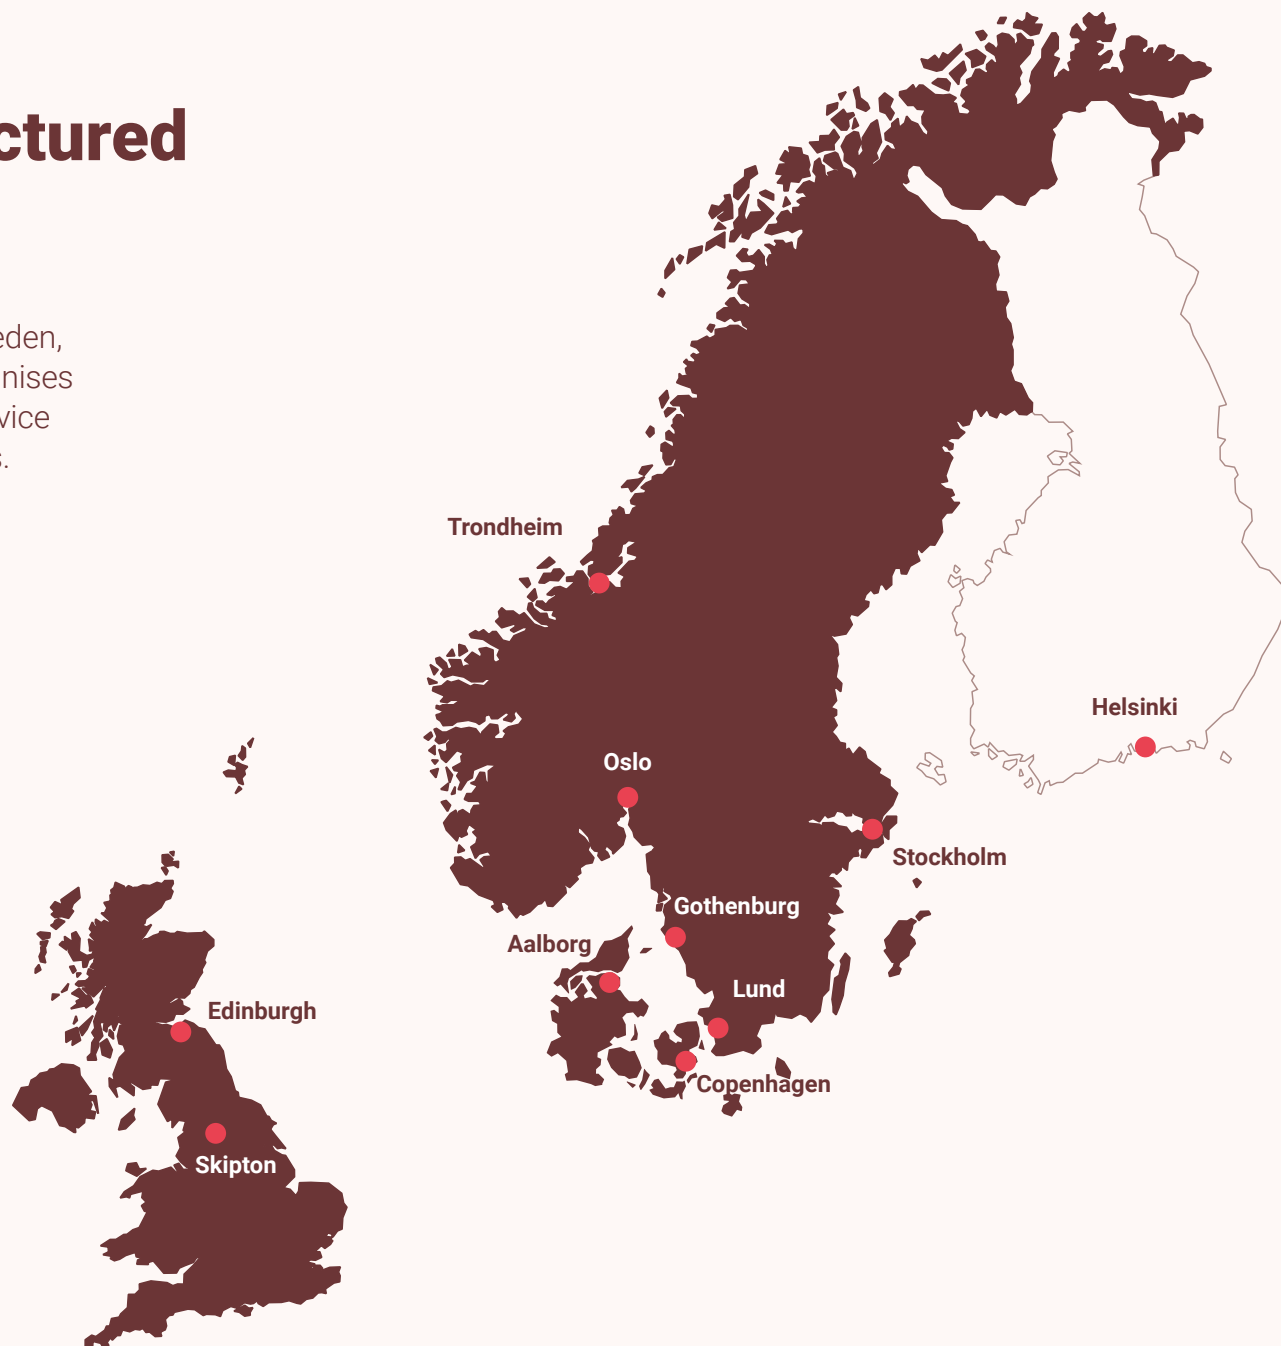 ctured
eden,
nises
vice
s.
Trondheim
Helsinki
Oslo
Stockholm
Gothenburg
Aalborg
Lund
Edinburgh
Copenhagen
Skipton